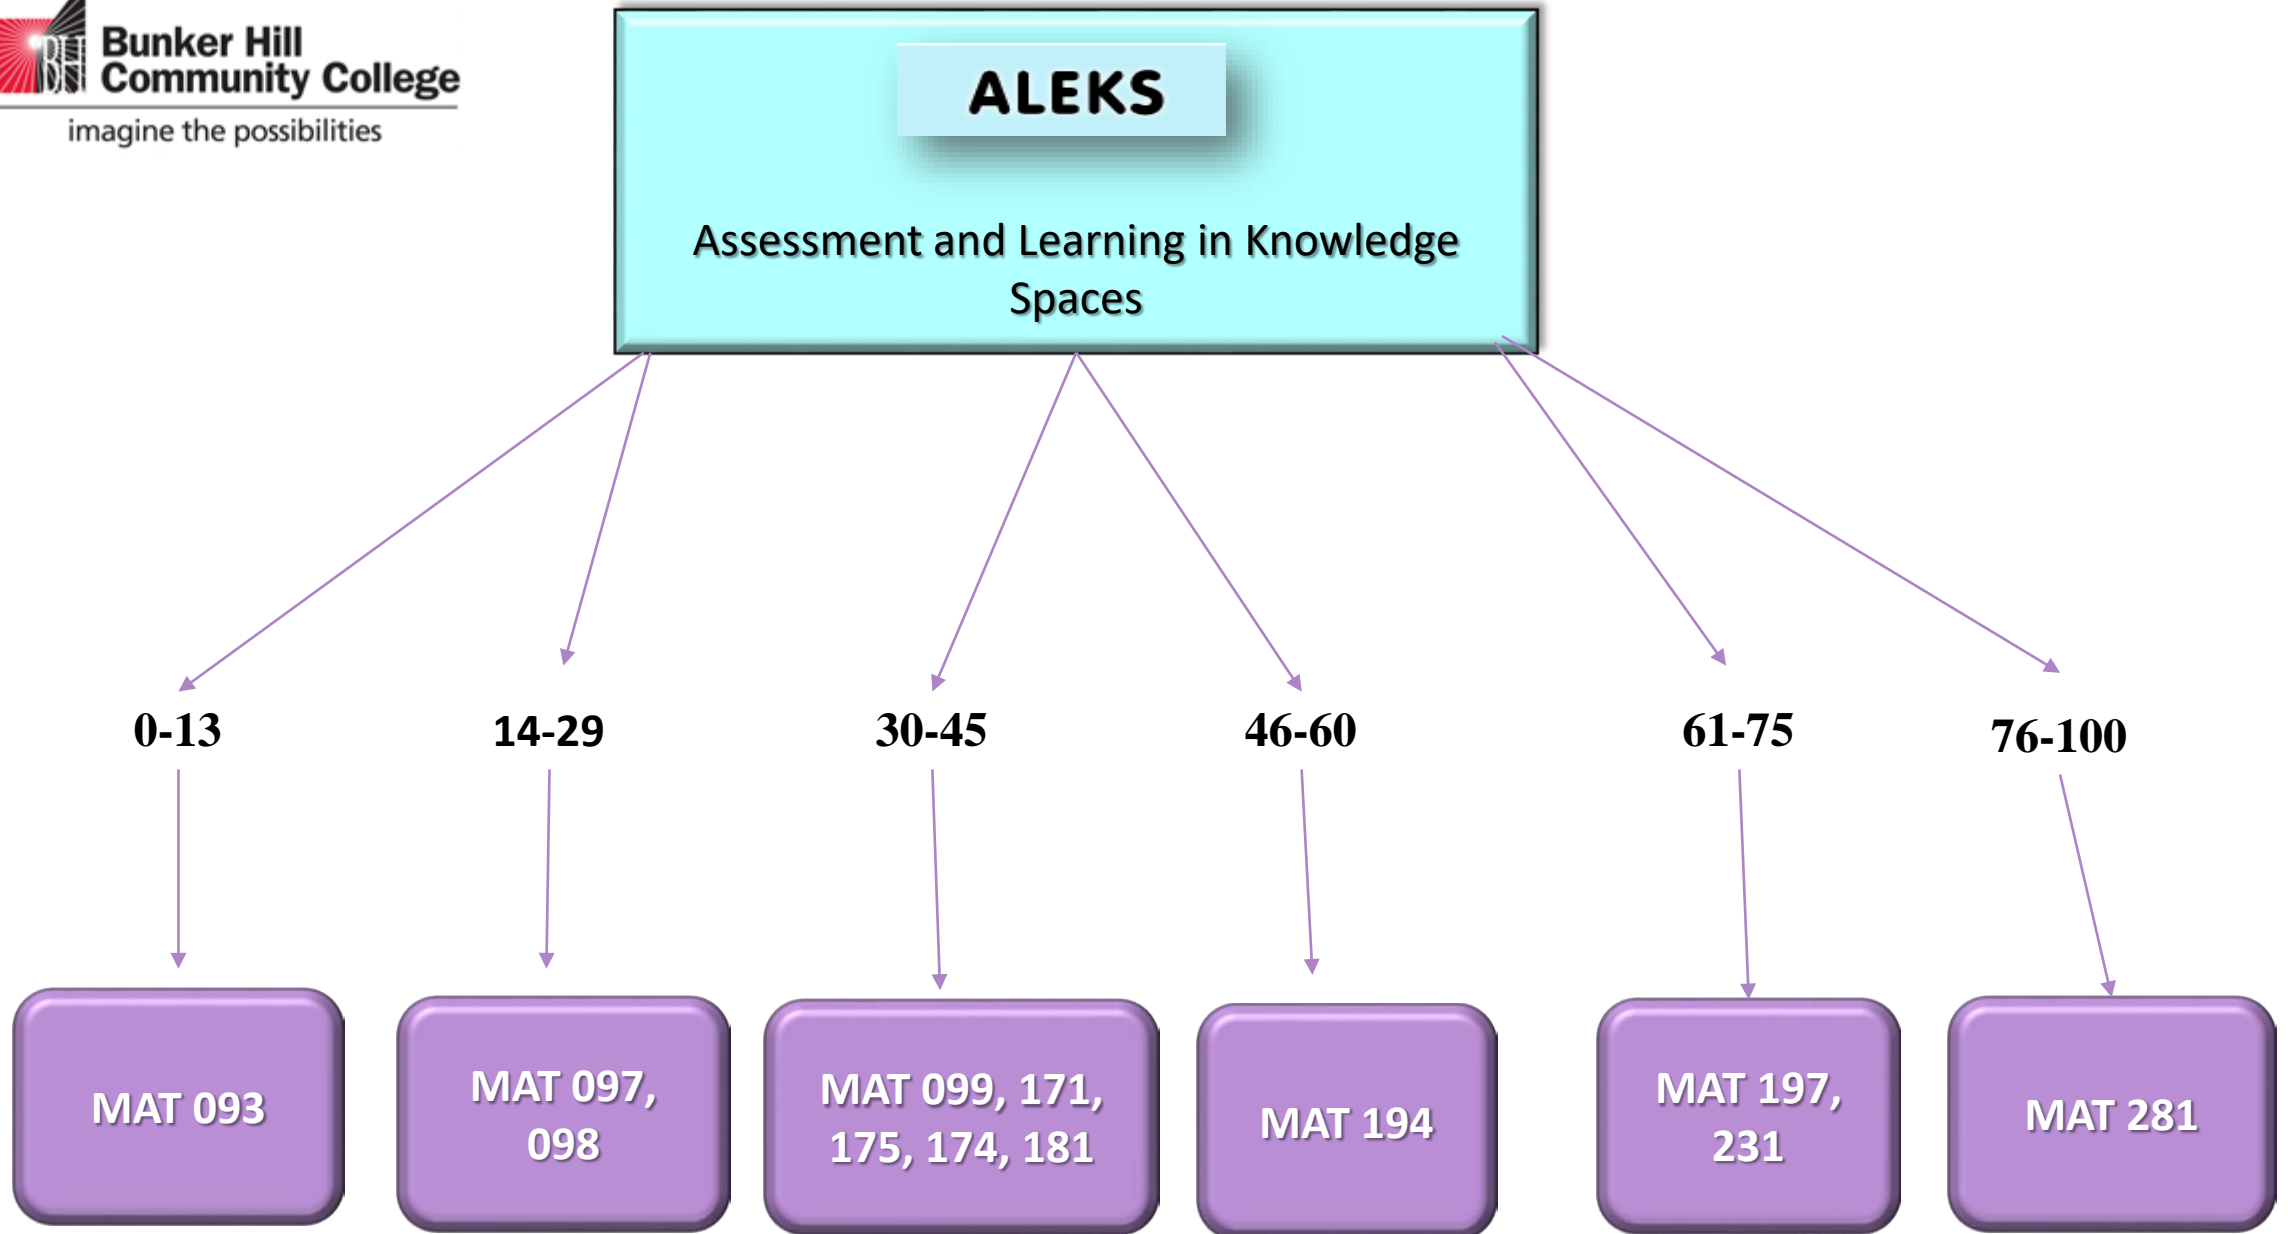 Bunker Hill
Community College
imagine the possibilities
ALEKS
Assessment and Learning in Knowledge
Spaces
0-13
14-29
30-45
46-60
61-75
76-100
MAT 093
MAT 097,
098
MAT 099, 171,
175, 174, 181
MAT 194
MAT 197,
231
MAT 281